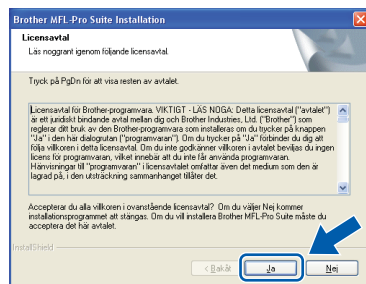 Brother MFL-Pro Suite Installation
Licensavtal
Läs noggrant igenom följande licensavtal.
Tryck på PgDn för att visa resten av avtalet.
Licensavtal för Brother-programvara. VIKTIGT - LÄS NOGA: Detta licensavtal ("avtalet")
är ett juridiskt bindande avtal mellan dig och Brother Industries, Ltd. ("Brother") som
reglerar ditt bruk av den Brother-programvara som installeras om du trycker på knappen
"Ja" i den här dialogrutan ("programvaran"). Om du trycker på "Ja" förbinder du dig att
följa villkoren i detta licensavtal. Om du inte godkänner villkoren i avtalet beviljas du ingen
licens för programvaran, vilket innebär att du inte får använda programvaran.
Hänvisningar till "programvaran" i licensavtalet omfattar även det medium som den är
lagrad på, i den utsträckning sammanhanget tillåter det.
Accepterar du alla villkoren i ovanstående licensavtal? Om du väljer Nej kommer
installationsprogrammet att stängas. Om du vill installera Brother MFL-Pro Suite måste du
acceptera det här avtalet.
InstallShield
< Bakåt
Ja
Nej